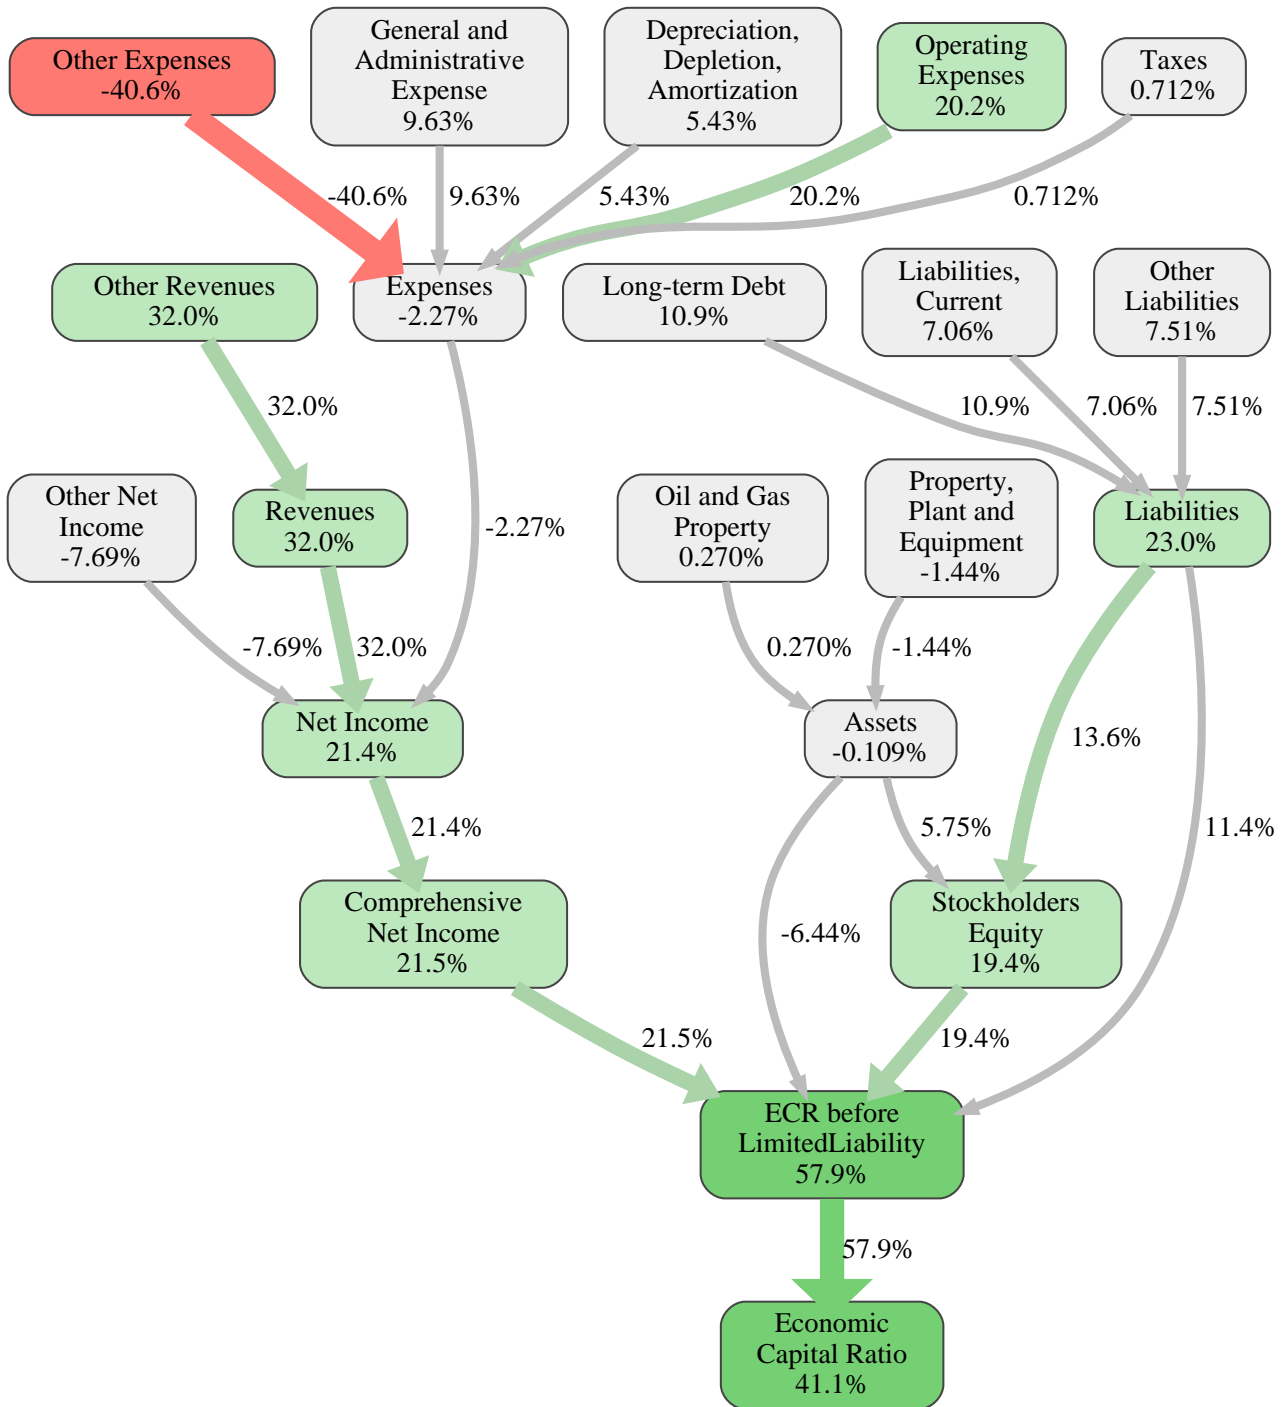 Other Expenses
-40.6%
General and
Administrative
Expense
9.63%
Depreciation,
Depletion,
Amortization
5.43%
Operating
Expenses
20.2%
Taxes
0.712%
-40.6%
9.63%
5.43%
20.2%
0.712%
Other Revenues
32.0%
Expenses
-2.27%
Long-term Debt
10.9%
Liabilities,
Current
7.06%
Other
Liabilities
7.51%
32.0%
10.9%
7.06%
7.51%
Other Net
Income
-7.69%
Revenues
32.0%
-2.27%
Oil and Gas
Property
0.270%
Property,
Plant and
Equipment
-1.44%
Liabilities
23.0%
-7.69%
32.0%
0.270%
-1.44%
Net Income
21.4%
Assets
-0.109%
13.6%
21.4%
5.75%
11.4%
Comprehensive
Net Income
21.5%
-6.44%
Stockholders
Equity
19.4%
21.5%
19.4%
ECR before
LimitedLiability
57.9%
57.9%
Economic
Capital Ratio
41.1%